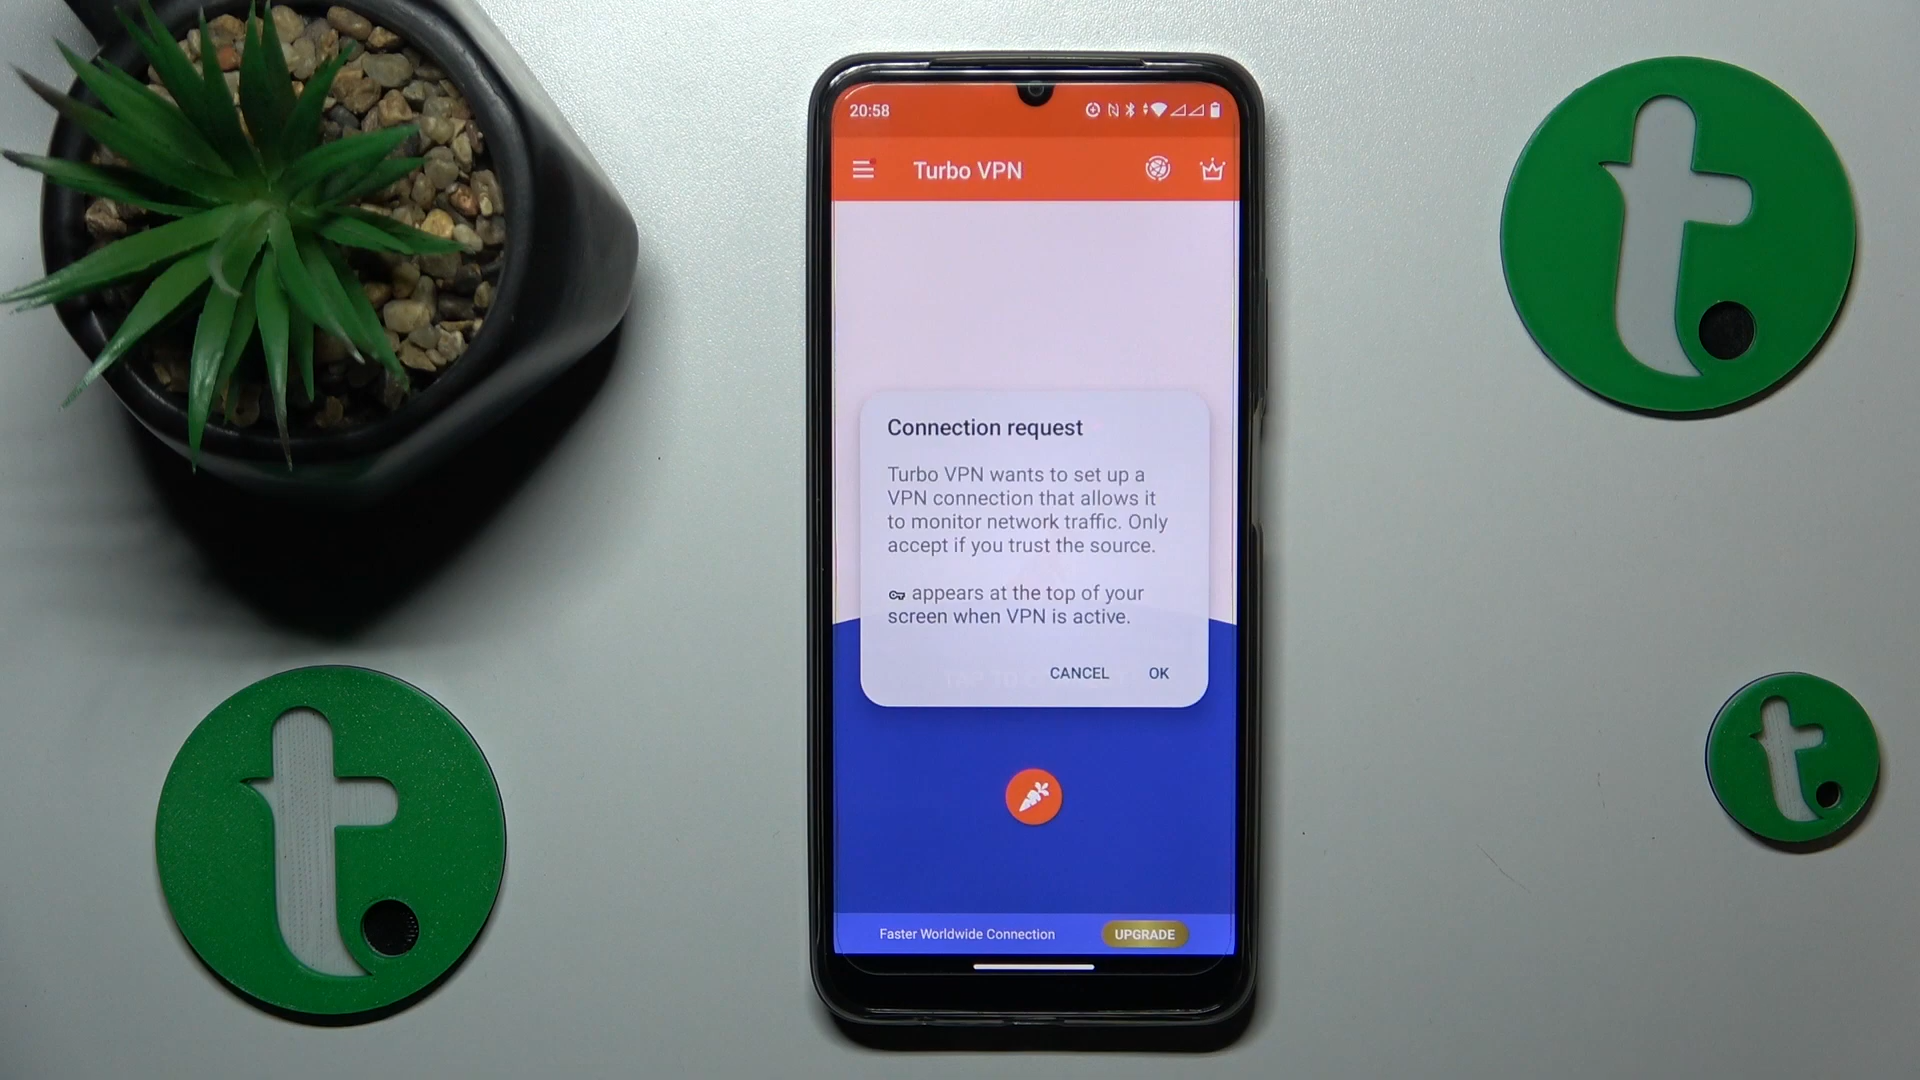 20:58
Turbo VPN
Connection request
Turbo VPN wants to set up a
VPN connection that allows it
to monitor network traffic. Only
accept if you trust the source.
appears at the top of your
screen when VPN is active.
CANCEL
OK
Faster Worldwide Connection
UPGRADE
t
t
t